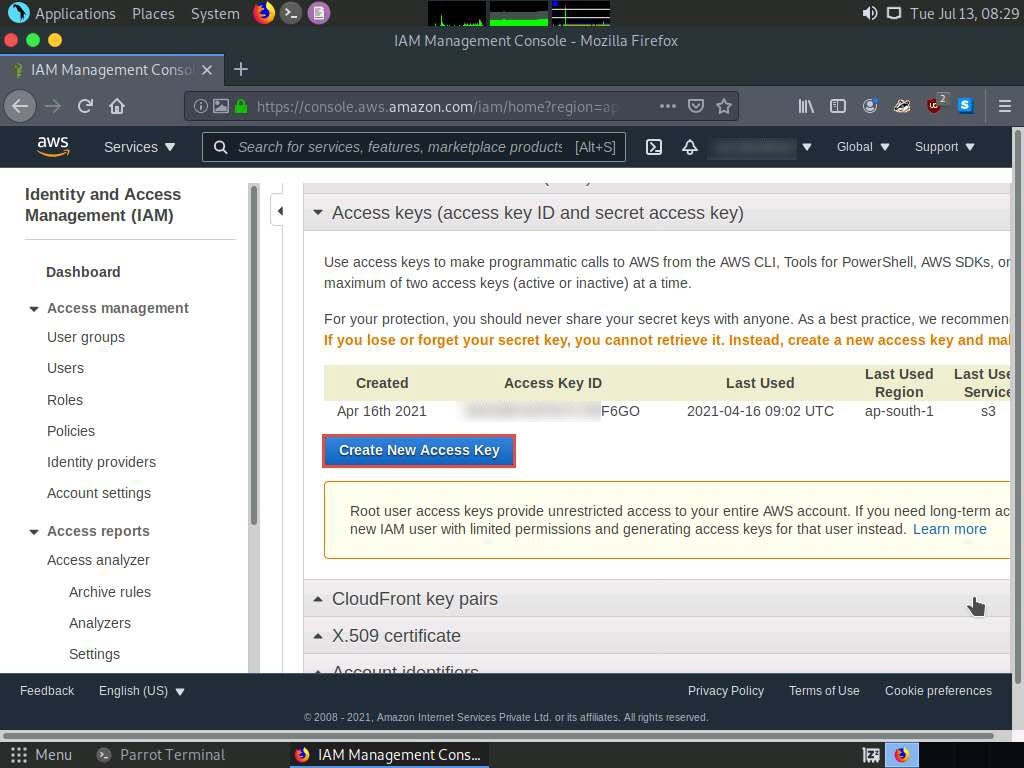 Applications Places System Tue Jul 13, 08:29
IAM Management Console - Mozilla Firefox
IAM Management Conso
https://console.aws.amazon.com/iam/home?region=ap
2
aws Services Search for services, features, marketplace products [Alt+S] Global Support
Identity and Access
Management (IAM)
Dashboard
Access management
User groups
Users
Roles
Policies
Identity providers
Account settings
Access reports
Access analyzer
Archive rules
Analyzers
Settings
Access keys (access key ID and secret access key)
Use access keys to make programmatic calls to AWS from the AWS CLI, Tools for PowerShell, AWS SDKs, or
maximum of two access keys (active or inactive) at a time.
For your protection, you should never share your secret keys with anyone. As a best practice, we recommen
If you lose or forget your secret key, you cannot retrieve it. Instead, create a new access key and mal
Created Access Key ID Last Used Last Used Region Last Use Service
Apr 16th 2021 F6GO 2021-04-16 09:02 UTC ap-south-1 s3
Create New Access Key
Root user access keys provide unrestricted access to your entire AWS account. If you need long-term ac
new IAM user with limited permissions and generating access keys for that user instead. Learn more
CloudFront key pairs
X.509 certificate
Account identifiers
Feedback English (US) Privacy Policy Terms of Use Cookie preferences
© 2008 - 2021, Amazon Internet Services Private Ltd. or its affiliates. All rights reserved.
Menu Parrot Terminal IAM Management Cons...